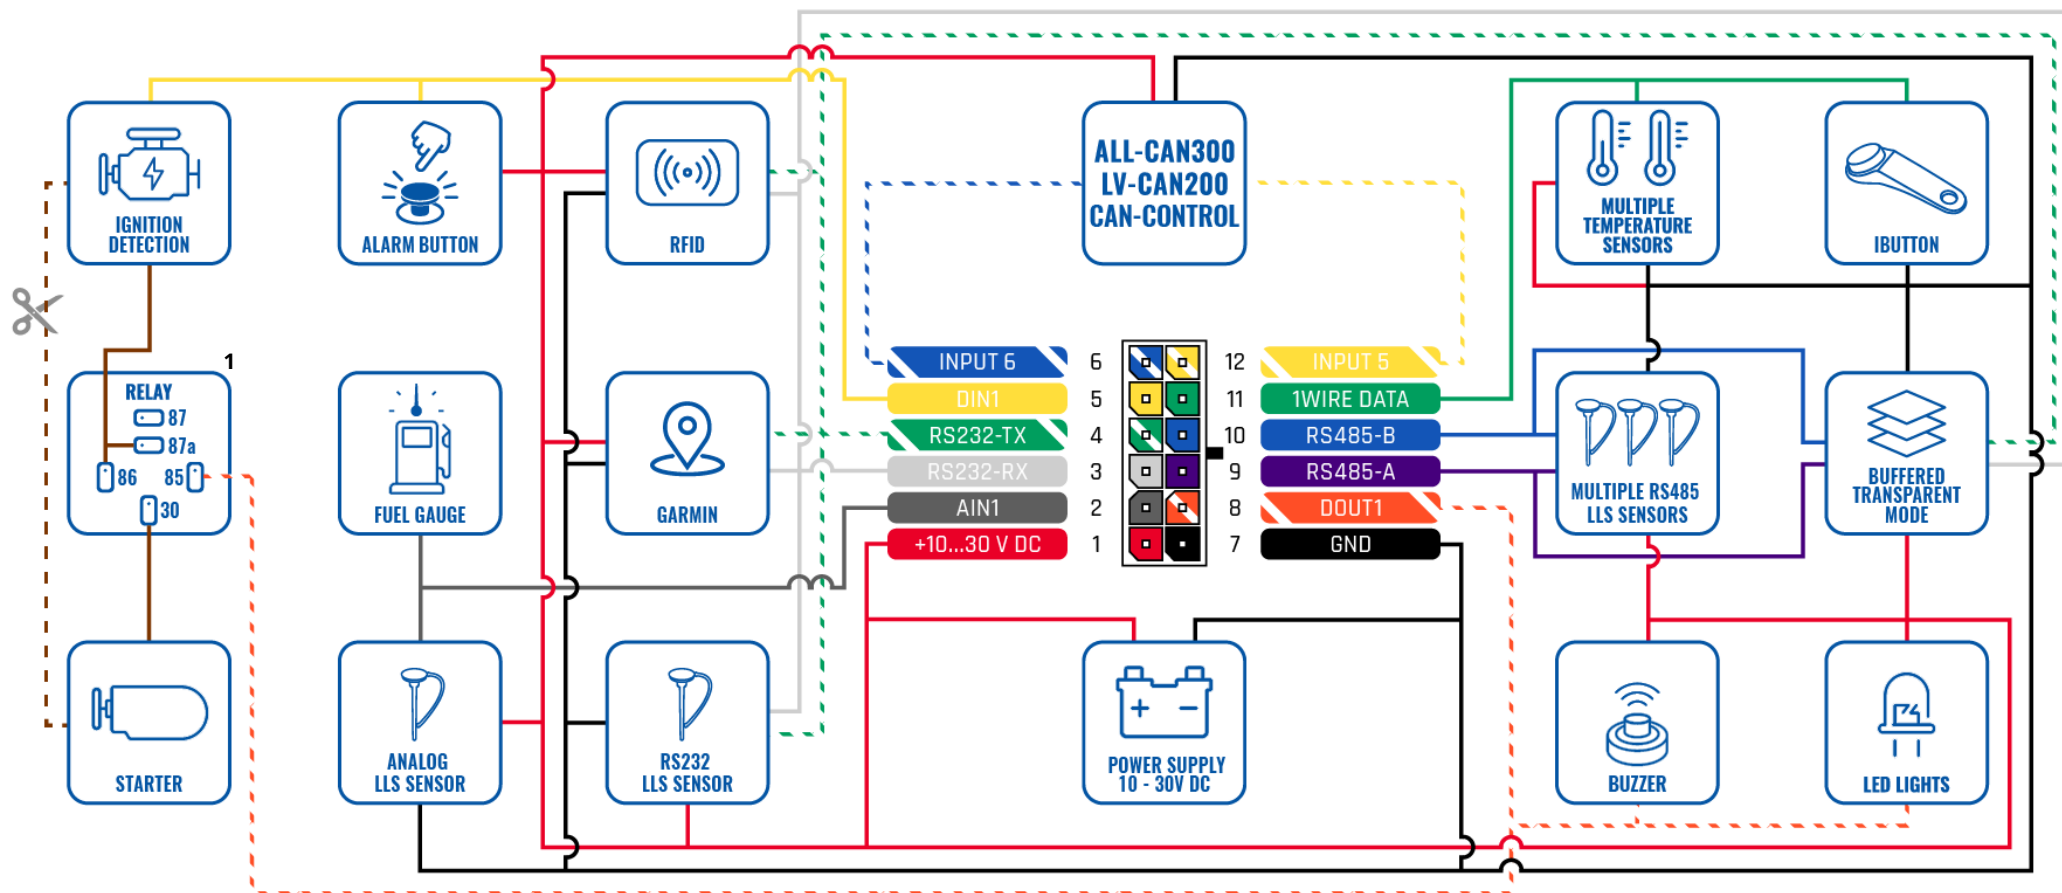 IGNITION
DETECTION
ALARM BUTTON
RFID
ALL-CAN300
LV-CAN200
CAN-CONTROL
MULTIPLE
TEMPERATURE
SENSORS
IBUTTON
1
RELAY
87
87a
86
85
30
FUEL GAUGE
GARMIN
INPUT 6
6
12
INPUT 5
DIN1
5
11
1WIRE DATA
RS232-TX
4
10
RS485-B
RS232-RX
3
9
RS485-A
AIN1
2
8
DOUT1
+10...30 V DC
1
7
GND
MULTIPLE RS485
LLS SENSORS
BUFFERED
TRANSPARENT
MODE
STARTER
ANALOG
LLS SENSOR
RS232
LLS SENSOR
POWER SUPPLY
10 - 30V DC
BUZZER
LED LIGHTS